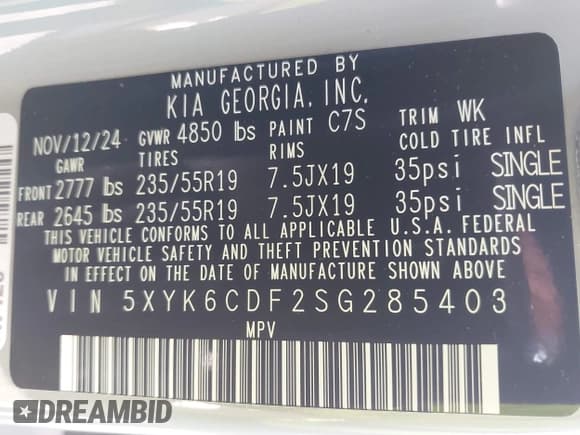 MANUFACTURED BY
KIA GEORGIA, INC.
NOV/12/24 GVWR 4850 lbs PAINT C7S TRIM WK
GAWR TIRES RIMS COLD TIRE INFL
FRONT 2777 lbs 235/55R19 7.5JX19 35psi SINGLE
REAR 2645 lbs 235/55R19 7.5JX19 35psi SINGLE
THIS VEHICLE CONFORMS TO ALL APPLICABLE U.S.A. FEDERAL
MOTOR VEHICLE SAFETY AND THEFT PREVENTION STANDARDS
IN EFFECT ON THE DATE OF MANUFACTURE SHOWN ABOVE
VIN 5XYK6CDF2SG285403
MPV
DREAMBID